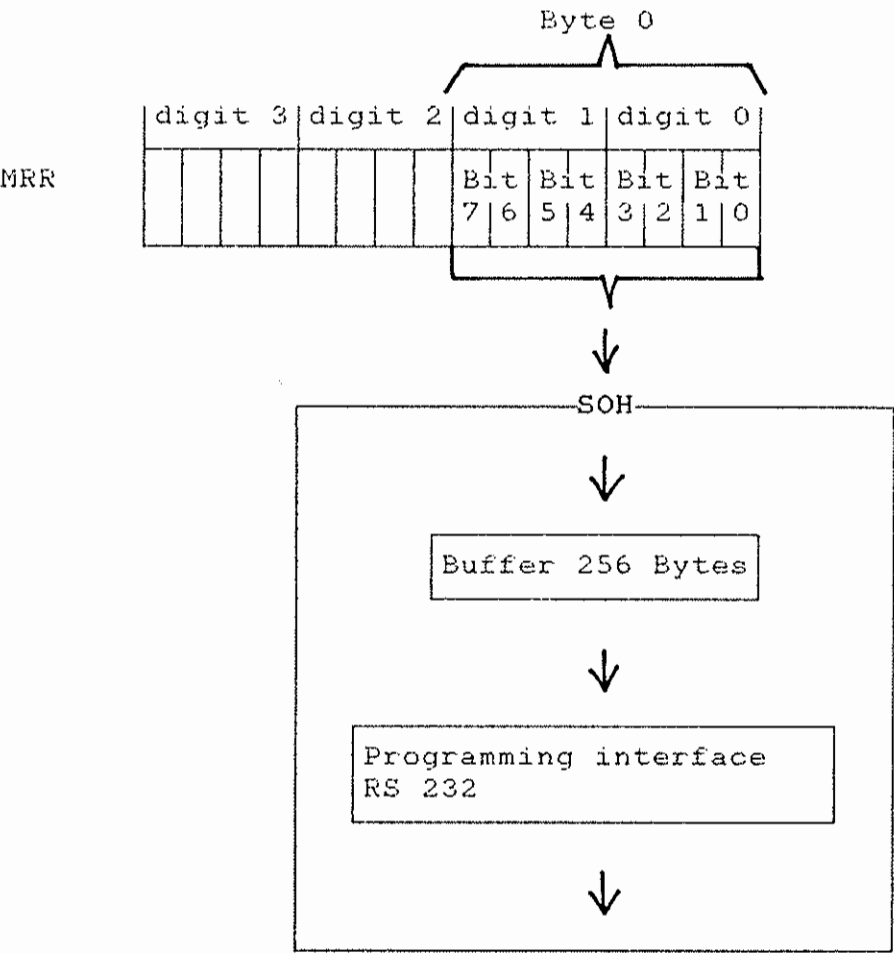 Byte 0
digit 3 digit 2 digit 1 digit 0
MRR
Bit Bit Bit Bit
7 6 5 4 3 2 1 0
SOH
Buffer 256 Bytes
Programming interface
RS 232